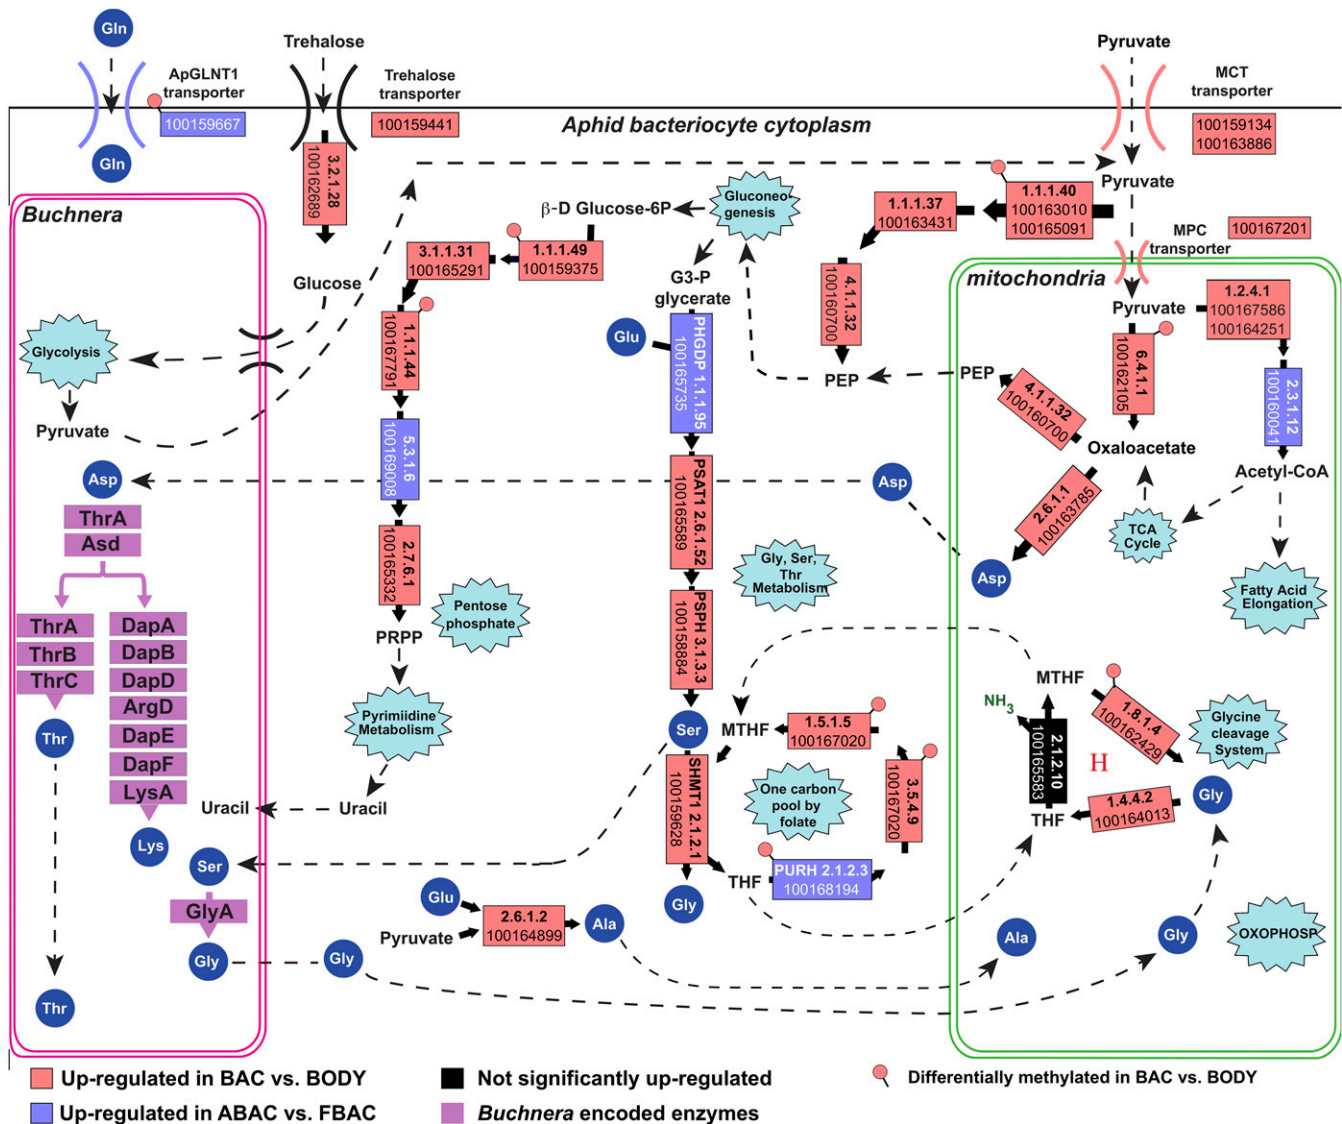 Gln
Trehalose
Pyruvate
ApGLNT1
transporter
100159667
Trehalose
transporter
100159441
MCT
transporter
100159134
100163886
Aphid bacteriocyte cytoplasm
Gln
3.2.1.28
100162689
Pyruvate
Buchnera
β-D Glucose-6P
Gluconeo-
genesis
1.1.1.37
100163431
1.1.1.40
100163010
100165091
MPC
transporter
100167201
3.1.1.31
100165291
1.1.1.49
100159375
G3-P
glycerate
4.1.1.32
100160700
mitochondria
Glucose
Pyruvate
1.2.4.1
100167586
100164251
Glycolysis
1.1.1.44
100167791
Glu
PHGDP 1.1.1.95
100165735
PEP
PEP
4.1.1.32
100160700
6.4.1.1
100162105
2.3.1.12
100160041
Pyruvate
5.3.1.6
100169008
Oxaloacetate
Acetyl-CoA
Asp
Asp
PSAT1 2.6.1.52
100165589
2.6.1.1
100163785
TCA
Cycle
ThrA
Asd
2.7.6.1
100165332
Gly, Ser,
Thr
Metabolism
Asp
Fatty Acid
Elongation
ThrA
ThrB
ThrC
DapA
DapB
DapD
ArgD
DapE
DapF
LysA
Pentose
phosphate
PRPP
PSPH 3.1.3.3
100158884
MTHF
NH3
1.8.1.4
100162429
Glycine
cleavage
System
Thr
Pyrimiidine
Metabolism
Ser
MTHF
1.5.1.5
100167020
2.1.2.10
100165583
H
Gly
Uracil
Uracil
SHMT1 2.1.2.1
100159628
One carbon
pool by
folate
3.5.4.9
100167020
THF
1.4.4.2
100164013
Lys
Ser
THF
PURH 2.1.2.3
100168194
GlyA
Glu
Pyruvate
2.6.1.2
100164899
Ala
Gly
Ala
Gly
OXOPHOSP
Gly
Gly
Thr
Up-regulated in BAC vs. BODY
Not significantly up-regulated
Differentially methylated in BAC vs. BODY
Up-regulated in ABAC vs. FBAC
Buchnera encoded enzymes